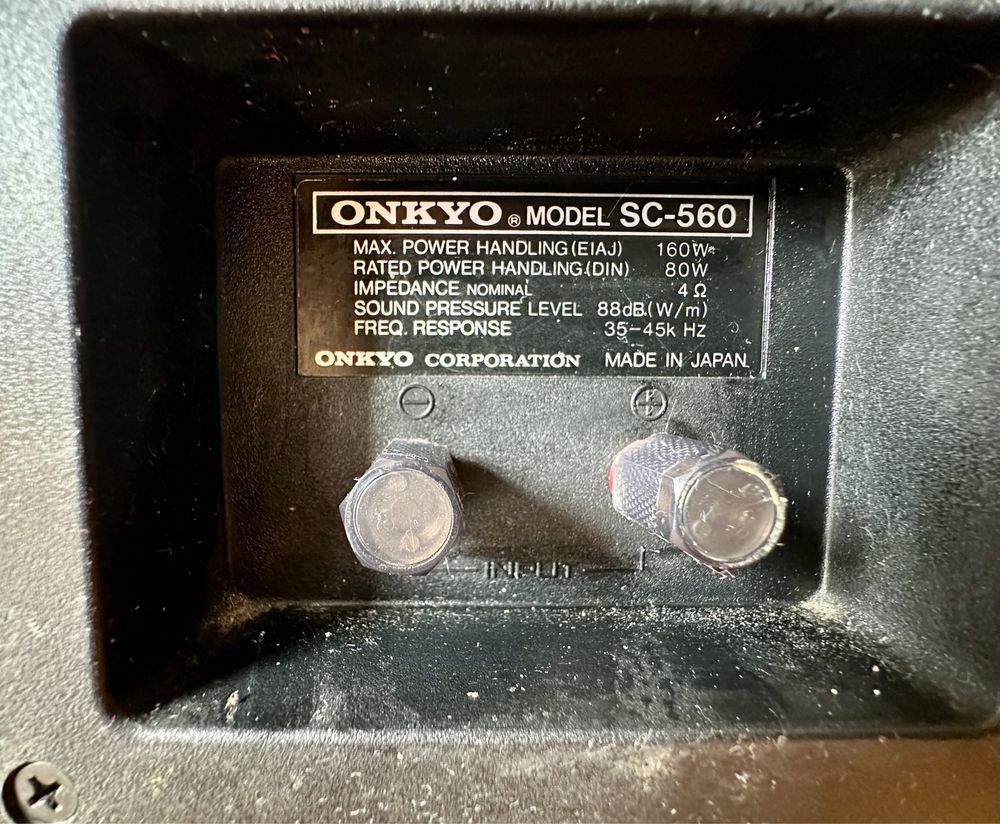 ONKYO® MODEL SC-560
MAX. POWER HANDLING (EIAJ) 160W
RATED POWER HANDLING (DIN) 80W
IMPEDANCE NOMINAL 4Ω
SOUND PRESSURE LEVEL 88dB (W/m)
FREQ. RESPONSE 35-45k Hz
ONKYO CORPORATION MADE IN JAPAN
− +
INPUT